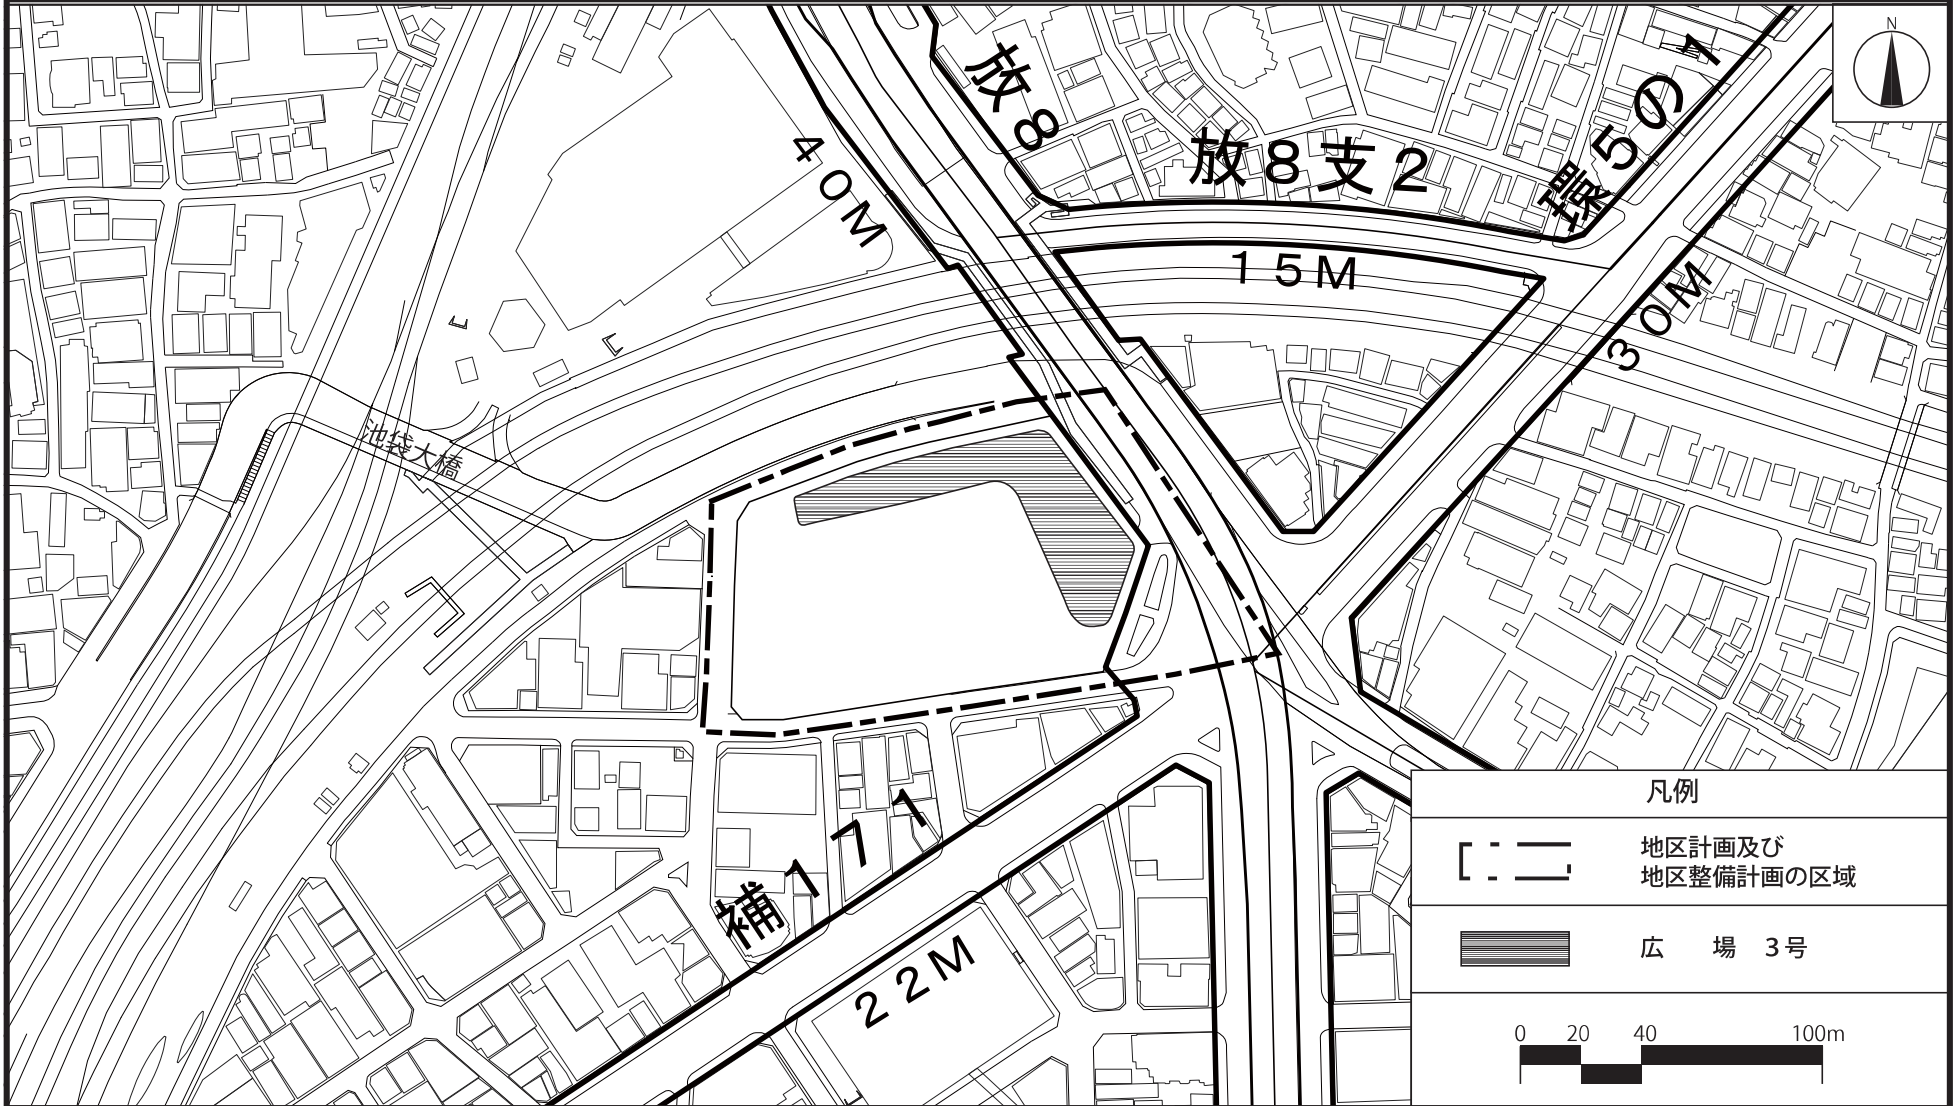 N
放8
放8支2
環5の1
40M
15M
30M
池袋大橋
補171
22M
凡例
地区計画及び
地区整備計画の区域
広　場　3号
0 20 40 100m